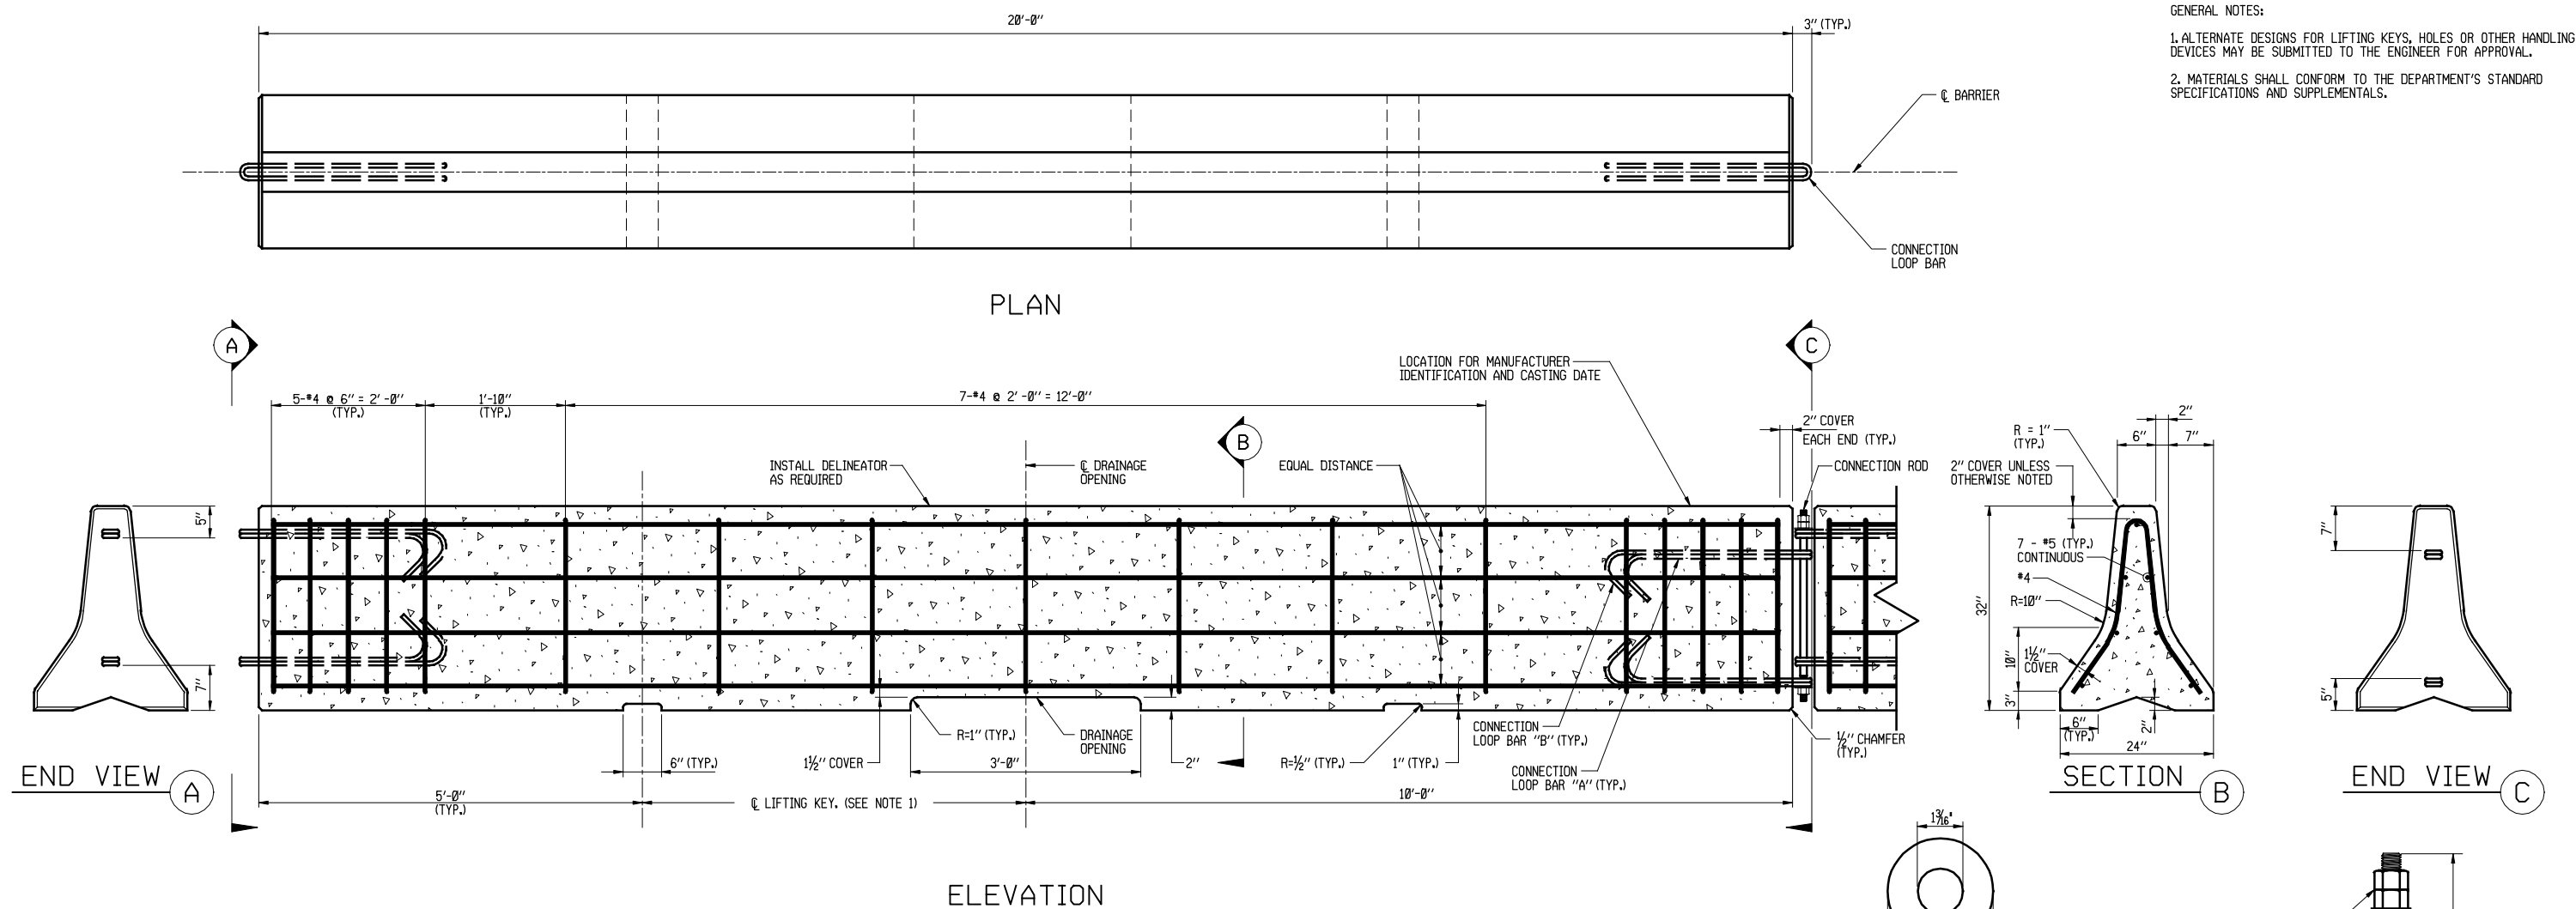 20'-0"
3" (TYP.)
GENERAL NOTES:
1. ALTERNATE DESIGNS FOR LIFTING KEYS, HOLES OR OTHER HANDLING
DEVICES MAY BE SUBMITTED TO THE ENGINEER FOR APPROVAL.
2. MATERIALS SHALL CONFORM TO THE DEPARTMENT'S STANDARD
SPECIFICATIONS AND SUPPLEMENTALS.
℄ BARRIER
CONNECTION
LOOP BAR
PLAN
A
C
LOCATION FOR MANUFACTURER
IDENTIFICATION AND CASTING DATE
5-#4 @ 6" = 2'-0"
(TYP.)
1'-10"
(TYP.)
7-#4 @ 2'-0" = 12'-0"
B
2" COVER
EACH END (TYP.)
INSTALL DELINEATOR
AS REQUIRED
℄ DRAINAGE
OPENING
EQUAL DISTANCE
CONNECTION ROD
5"
7"
R=1" (TYP.)
DRAINAGE
OPENING
CONNECTION
LOOP BAR "B" (TYP.)
½" CHAMFER
(TYP.)
6" (TYP.)
1½" COVER
3'-0"
2"
R=½" (TYP.)
1" (TYP.)
CONNECTION
LOOP BAR "A" (TYP.)
5'-0"
(TYP.)
℄ LIFTING KEY. (SEE NOTE 1)
10'-0"
END VIEW
A
ELEVATION
2"
R = 1"
(TYP.)
6"
7"
2" COVER UNLESS
OTHERWISE NOTED
7 - #5 (TYP.)
CONTINUOUS
#4
R=10"
32"
10"
1½"
COVER
3"
6"
(TYP.)
2"
24"
SECTION
B
7"
5"
END VIEW
C
1 3/16"